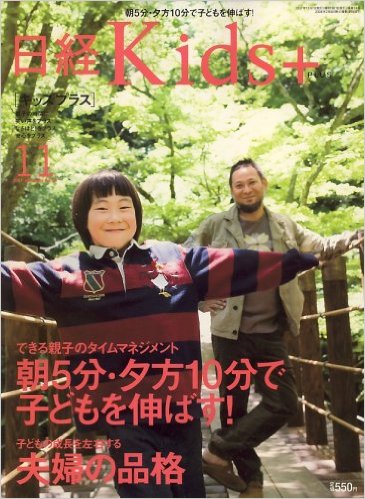 朝5分・夕方10分で子どもを伸ばす!
日経Kids+
PLUS
[キッズプラス]
11
できる親子のタイムマネジメント
朝5分・夕方10分で
子どもを伸ばす!
子どもの成長を左右する
夫婦の品格
550円